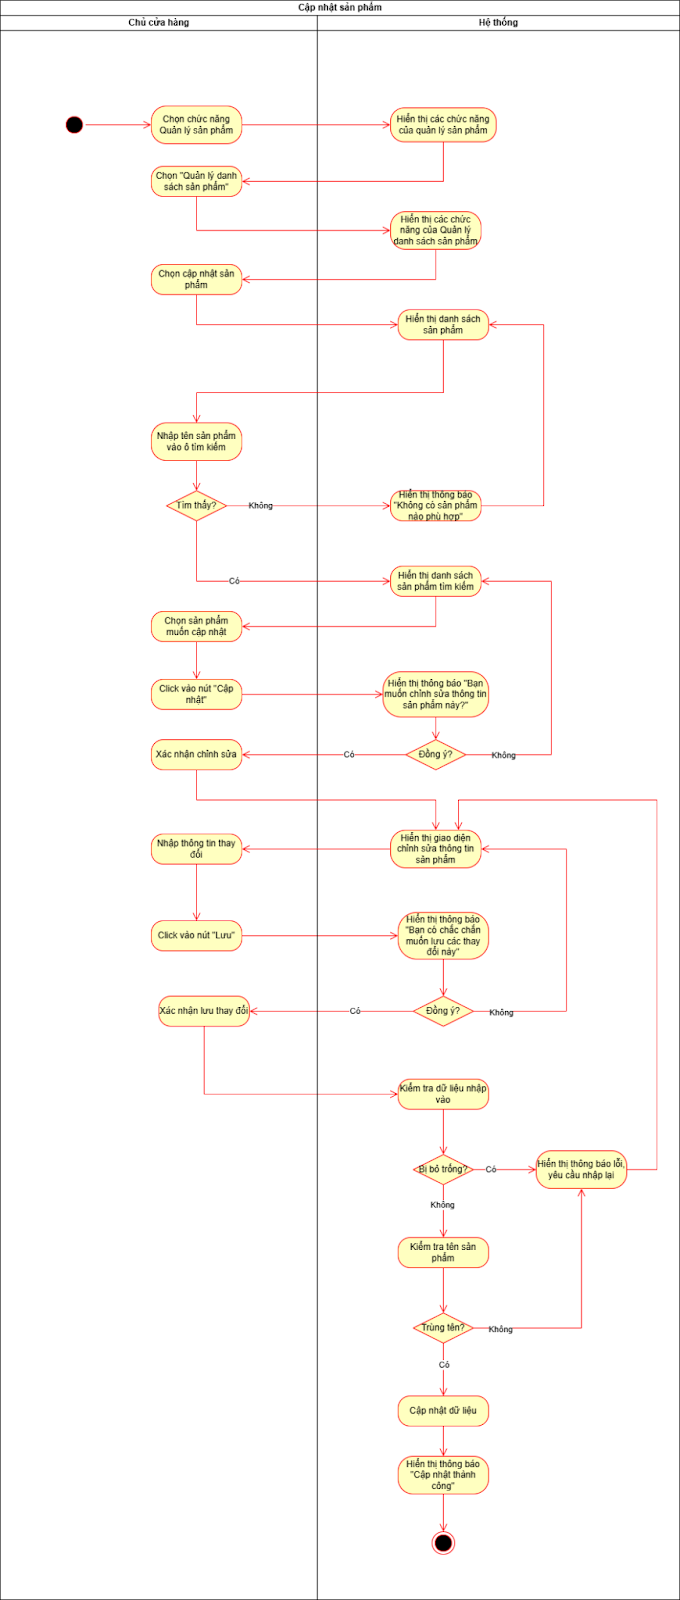 Cập nhật sản phẩm
Chủ cửa hàng
Hệ thống
Chọn chức năng
Quản lý sản phẩm
Hiển thị các chức năng
của quản lý sản phẩm
Chọn "Quản lý danh
sách sản phẩm"
Hiển thị các chức
năng của Quản lý
danh sách sản phẩm
Chọn cập nhật sản
phẩm
Hiển thị danh sách
sản phẩm
Nhập tên sản phẩm
vào ô tìm kiếm
Tìm thấy?
Không
Hiển thị thông báo
"Không có sản phẩm
nào phù hợp"
Có
Hiển thị danh sách
sản phẩm tìm kiếm
Chọn sản phẩm
muốn cập nhật
Click vào nút "Cập
nhật"
Hiển thị thông báo "Bạn
muốn chỉnh sửa thông tin
sản phẩm này?"
Xác nhận chỉnh sửa
Có
Đồng ý?
Không
Nhập thông tin thay
đổi
Hiển thị giao diện
chỉnh sửa thông tin
sản phẩm
Click vào nút "Lưu"
Hiển thị thông báo
"Bạn có chắc chắn
muốn lưu các thay
đổi này"
Xác nhận lưu thay đổi
Có
Đồng ý?
Không
Kiểm tra dữ liệu nhập
vào
Bị bỏ trống?
Có
Hiển thị thông báo lỗi,
yêu cầu nhập lại
Không
Kiểm tra tên sản
phẩm
Trùng tên?
Không
Có
Cập nhật dữ liệu
Hiển thị thông báo
"Cập nhật thành
công"